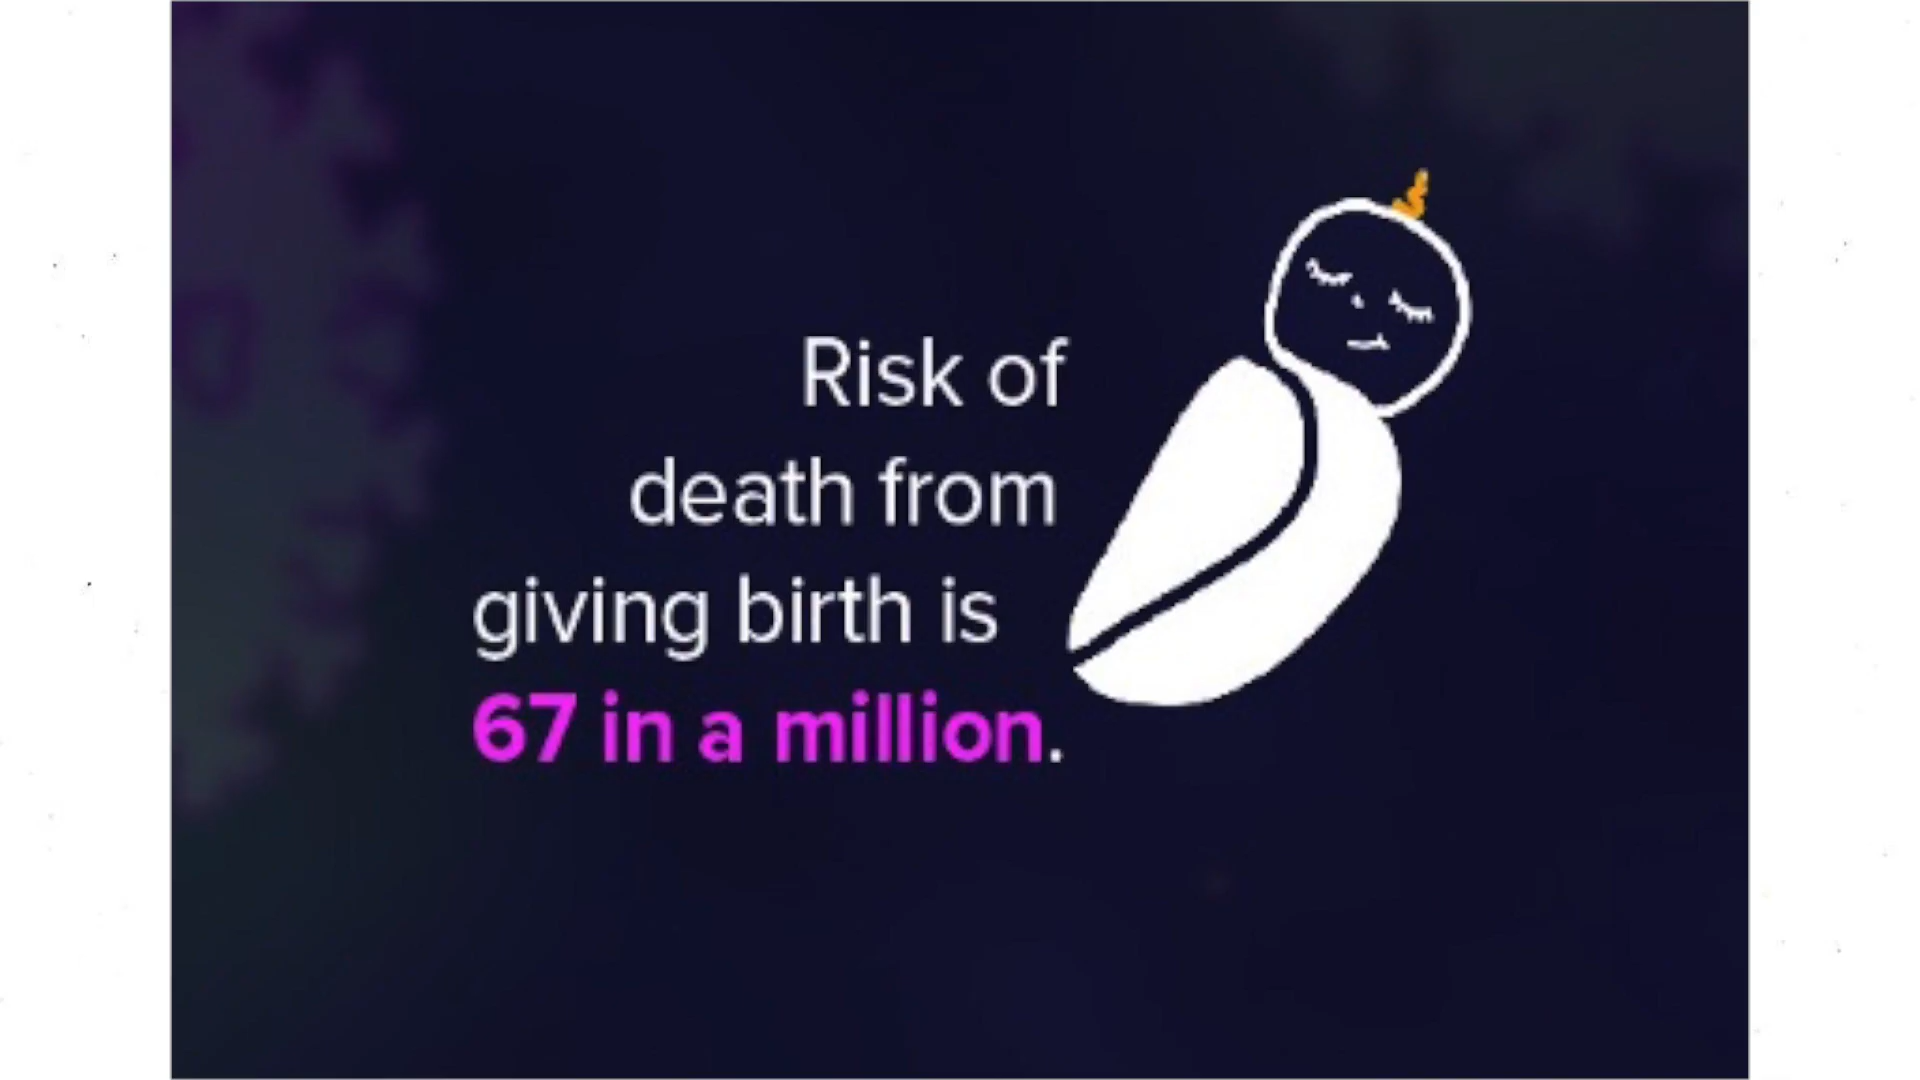 Risk of
death from
giving birth is
67 in a million.